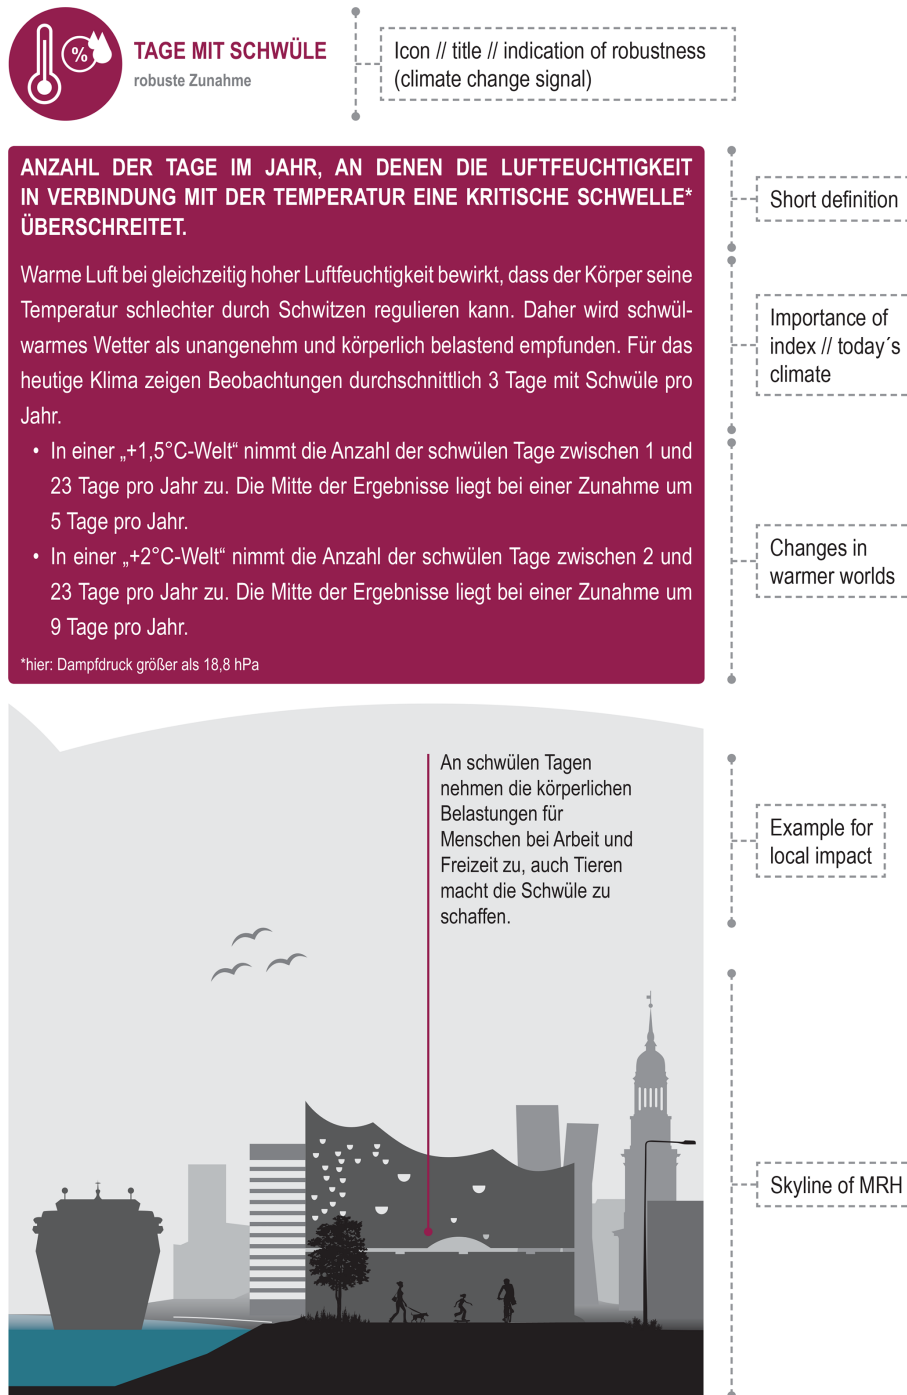 %
TAGE MIT SCHWÜLE
robuste Zunahme
Icon // title // indication of robustness
(climate change signal)
ANZAHL DER TAGE IM JAHR, AN DENEN DIE LUFTFEUCHTIGKEIT
IN VERBINDUNG MIT DER TEMPERATUR EINE KRITISCHE SCHWELLE*
ÜBERSCHREITET.
Short definition
Warme Luft bei gleichzeitig hoher Luftfeuchtigkeit bewirkt, dass der Körper seine
Temperatur schlechter durch Schwitzen regulieren kann. Daher wird schwül-
warmes Wetter als unangenehm und körperlich belastend empfunden. Für das
heutige Klima zeigen Beobachtungen durchschnittlich 3 Tage mit Schwüle pro
Jahr.
Importance of
index // today´s
climate
• In einer „+1,5°C-Welt“ nimmt die Anzahl der schwülen Tage zwischen 1 und
23 Tage pro Jahr zu. Die Mitte der Ergebnisse liegt bei einer Zunahme um
5 Tage pro Jahr.
• In einer „+2°C-Welt“ nimmt die Anzahl der schwülen Tage zwischen 2 und
23 Tage pro Jahr zu. Die Mitte der Ergebnisse liegt bei einer Zunahme um
9 Tage pro Jahr.
*hier: Dampfdruck größer als 18,8 hPa
Changes in
warmer worlds
An schwülen Tagen
nehmen die körperlichen
Belastungen für
Menschen bei Arbeit und
Freizeit zu, auch Tieren
macht die Schwüle zu
schaffen.
Example for
local impact
Skyline of MRH